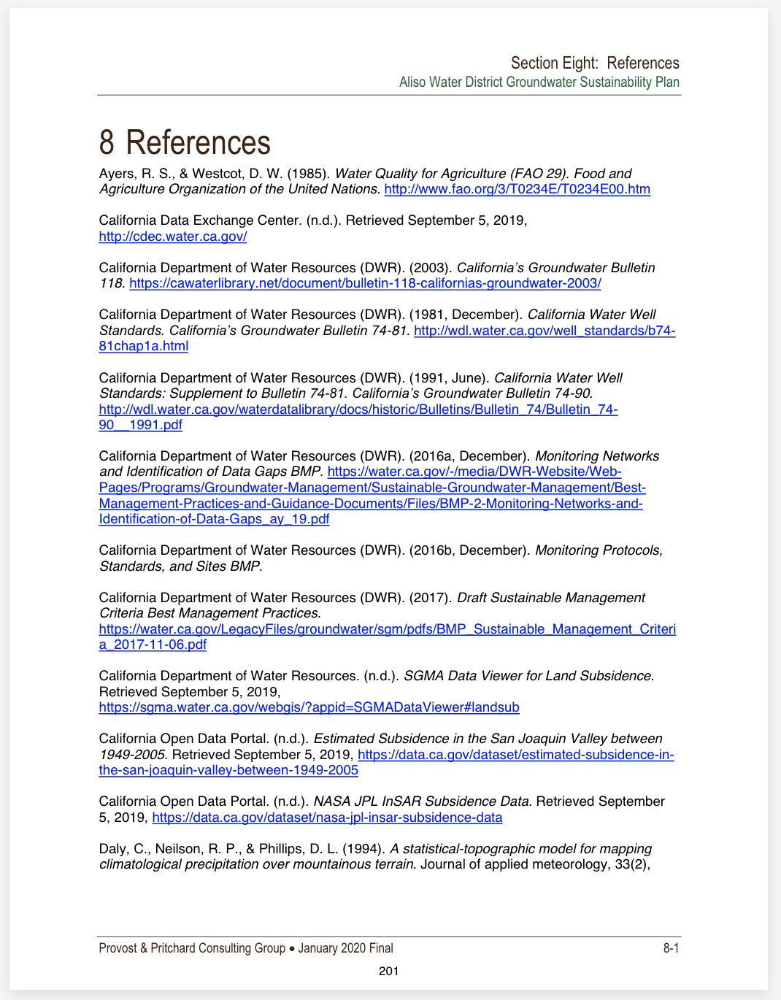 Section Eight:  References
Aliso Water District Groundwater Sustainability Plan
8 References
Ayers, R. S., & Westcot, D. W. (1985). Water Quality for Agriculture (FAO 29). Food and
Agriculture Organization of the United Nations. http://www.fao.org/3/T0234E/T0234E00.htm
California Data Exchange Center. (n.d.). Retrieved September 5, 2019,
http://cdec.water.ca.gov/
California Department of Water Resources (DWR). (2003). California’s Groundwater Bulletin
118. https://cawaterlibrary.net/document/bulletin-118-californias-groundwater-2003/
California Department of Water Resources (DWR). (1981, December). California Water Well
Standards. California’s Groundwater Bulletin 74-81. http://wdl.water.ca.gov/well_standards/b74-
81chap1a.html
California Department of Water Resources (DWR). (1991, June). California Water Well
Standards: Supplement to Bulletin 74-81. California’s Groundwater Bulletin 74-90.
http://wdl.water.ca.gov/waterdatalibrary/docs/historic/Bulletins/Bulletin_74/Bulletin_74-
90__1991.pdf
California Department of Water Resources (DWR). (2016a, December). Monitoring Networks
and Identification of Data Gaps BMP. https://water.ca.gov/-/media/DWR-Website/Web-
Pages/Programs/Groundwater-Management/Sustainable-Groundwater-Management/Best-
Management-Practices-and-Guidance-Documents/Files/BMP-2-Monitoring-Networks-and-
Identification-of-Data-Gaps_ay_19.pdf
California Department of Water Resources (DWR). (2016b, December). Monitoring Protocols,
Standards, and Sites BMP.
California Department of Water Resources (DWR). (2017). Draft Sustainable Management
Criteria Best Management Practices.
https://water.ca.gov/LegacyFiles/groundwater/sgm/pdfs/BMP_Sustainable_Management_Criteri
a_2017-11-06.pdf
California Department of Water Resources. (n.d.). SGMA Data Viewer for Land Subsidence.
Retrieved September 5, 2019,
https://sgma.water.ca.gov/webgis/?appid=SGMADataViewer#landsub
California Open Data Portal. (n.d.). Estimated Subsidence in the San Joaquin Valley between
1949-2005. Retrieved September 5, 2019, https://data.ca.gov/dataset/estimated-subsidence-in-
the-san-joaquin-valley-between-1949-2005
California Open Data Portal. (n.d.). NASA JPL InSAR Subsidence Data. Retrieved September
5, 2019, https://data.ca.gov/dataset/nasa-jpl-insar-subsidence-data
Daly, C., Neilson, R. P., & Phillips, D. L. (1994). A statistical-topographic model for mapping
climatological precipitation over mountainous terrain. Journal of applied meteorology, 33(2),
Provost & Pritchard Consulting Group • January 2020 Final
8-1
201